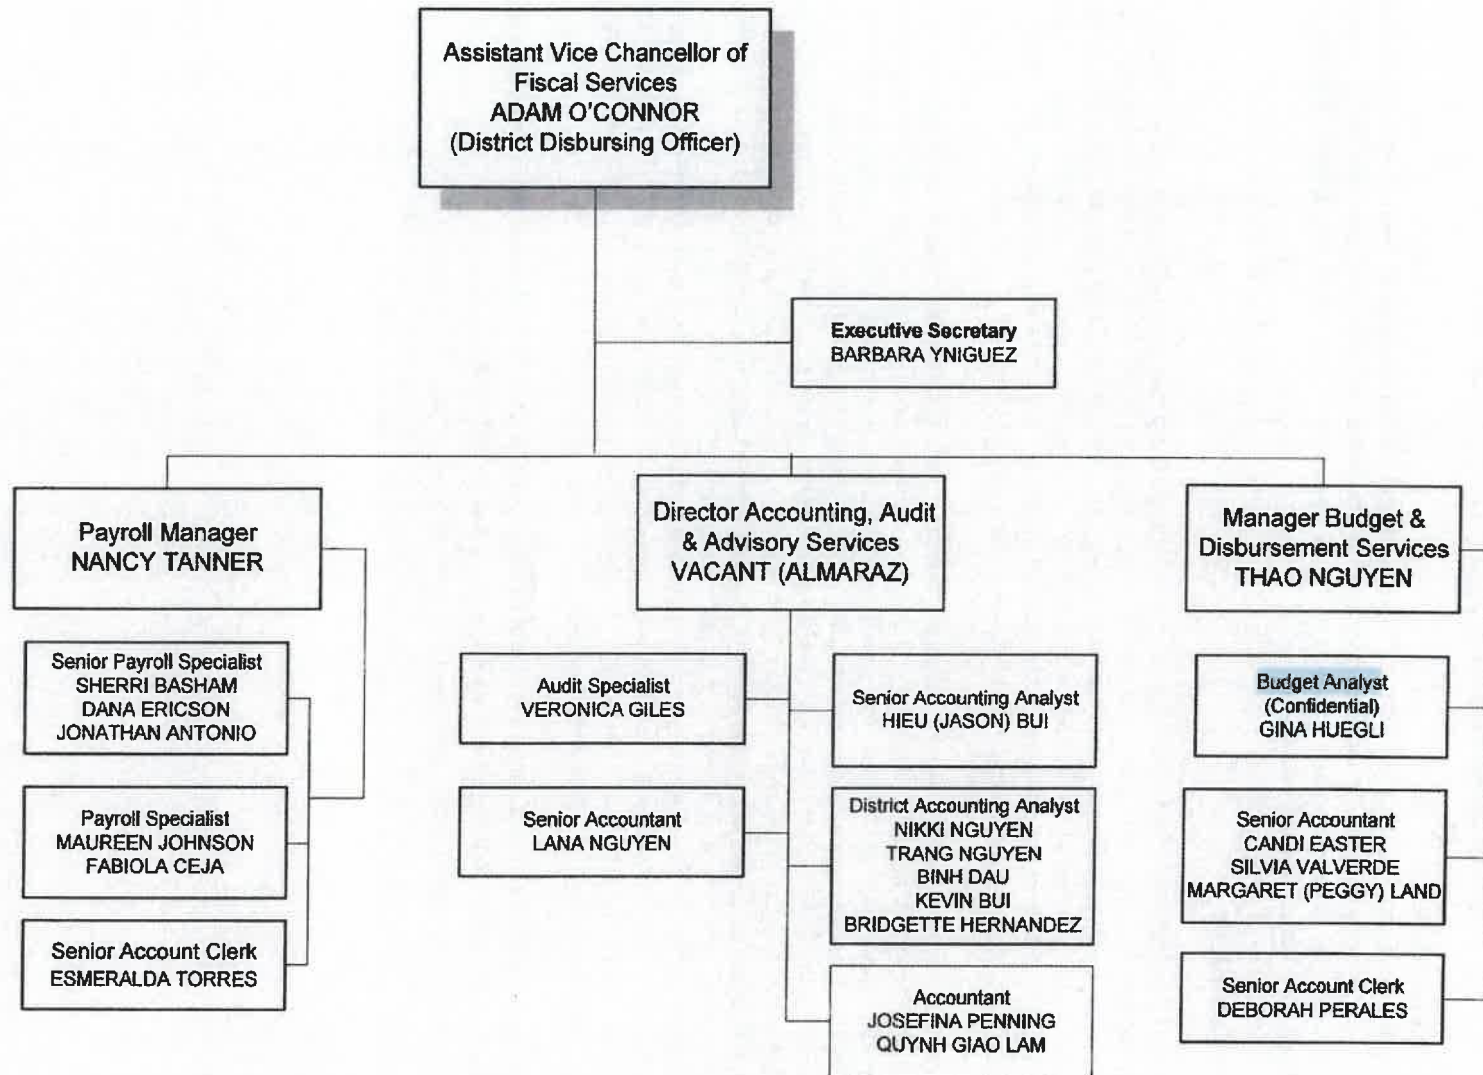 Assistant Vice Chancellor of
Fiscal Services
ADAM O'CONNOR
(District Disbursing Officer)
Executive Secretary
BARBARA YNIGUEZ
Payroll Manager
NANCY TANNER
Senior Payroll Specialist
SHERRI BASHAM
DANA ERICSON
JONATHAN ANTONIO
Payroll Specialist
MAUREEN JOHNSON
FABIOLA CEJA
Senior Account Clerk
ESMERALDA TORRES
Director Accounting, Audit
& Advisory Services
VACANT (ALMARAZ)
Audit Specialist
VERONICA GILES
Senior Accountant
LANA NGUYEN
Senior Accounting Analyst
HIEU (JASON) BUI
District Accounting Analyst
NIKKI NGUYEN
TRANG NGUYEN
BINH DAU
KEVIN BUI
BRIDGETTE HERNANDEZ
Accountant
JOSEFINA PENNING
QUYNH GIAO LAM
Manager Budget &
Disbursement Services
THAO NGUYEN
Budget Analyst
(Confidential)
GINA HUEGLI
Senior Accountant
CANDI EASTER
SILVIA VALVERDE
MARGARET (PEGGY) LAND
Senior Account Clerk
DEBORAH PERALES